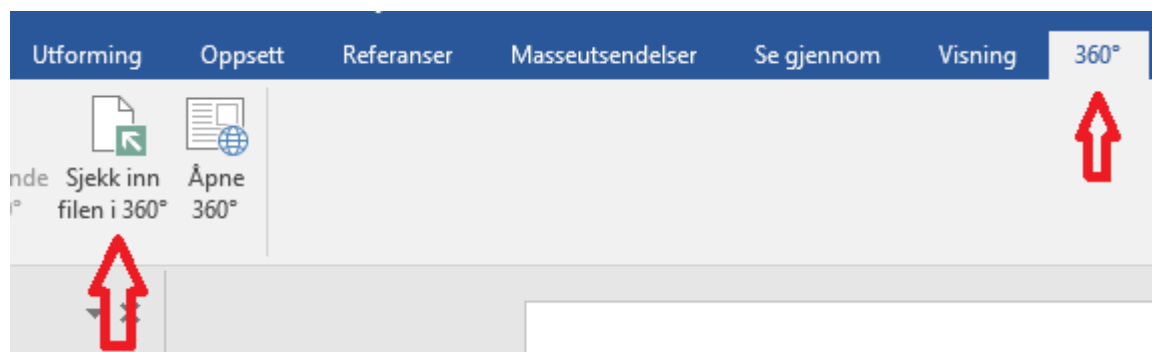 Utforming Oppsett Referanser Masseutsendelser Se gjennom Visning 360°
Sjekk inn Åpne
filen i 360° 360°